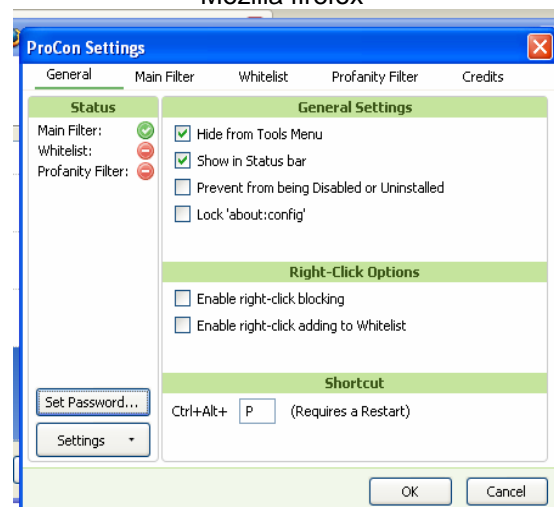 Mozilla firefox
ProCon Settings
General Main Filter Whitelist Profanity Filter Credits
Status
Main Filter:
Whitelist:
Profanity Filter:
Set Password...
Settings
General Settings
Hide from Tools Menu
Show in Status bar
Prevent from being Disabled or Uninstalled
Lock 'about:config'
Right-Click Options
Enable right-click blocking
Enable right-click adding to Whitelist
Shortcut
Ctrl+Alt+ P (Requires a Restart)
OK Cancel